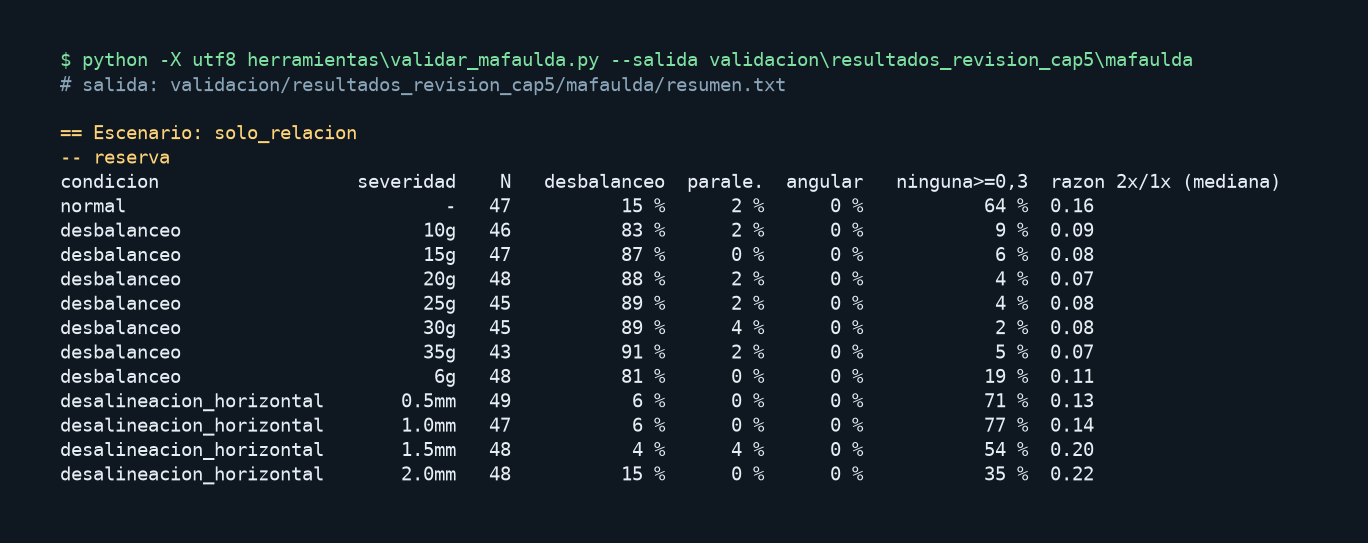 $ python -X utf8 herramientas\validar_mafaulda.py --salida validacion\resultados_revision_cap5\mafaulda
# salida: validacion/resultados_revision_cap5/mafaulda/resumen.txt
== Escenario: solo_relacion
-- reserva
condicion                  severidad    N   desbalanceo  parale.  angular   ninguna>=0,3  razon 2x/1x (mediana)
normal                             -   47          15 %      2 %      0 %           64 %  0.16
desbalanceo                      10g   46          83 %      2 %      0 %            9 %  0.09
desbalanceo                      15g   47          87 %      0 %      0 %            6 %  0.08
desbalanceo                      20g   48          88 %      2 %      0 %            4 %  0.07
desbalanceo                      25g   45          89 %      2 %      0 %            4 %  0.08
desbalanceo                      30g   45          89 %      4 %      0 %            2 %  0.08
desbalanceo                      35g   43          91 %      2 %      0 %            5 %  0.07
desbalanceo                       6g   48          81 %      0 %      0 %           19 %  0.11
desalineacion_horizontal       0.5mm   49           6 %      0 %      0 %           71 %  0.13
desalineacion_horizontal       1.0mm   47           6 %      0 %      0 %           77 %  0.14
desalineacion_horizontal       1.5mm   48           4 %      4 %      0 %           54 %  0.20
desalineacion_horizontal       2.0mm   48          15 %      0 %      0 %           35 %  0.22